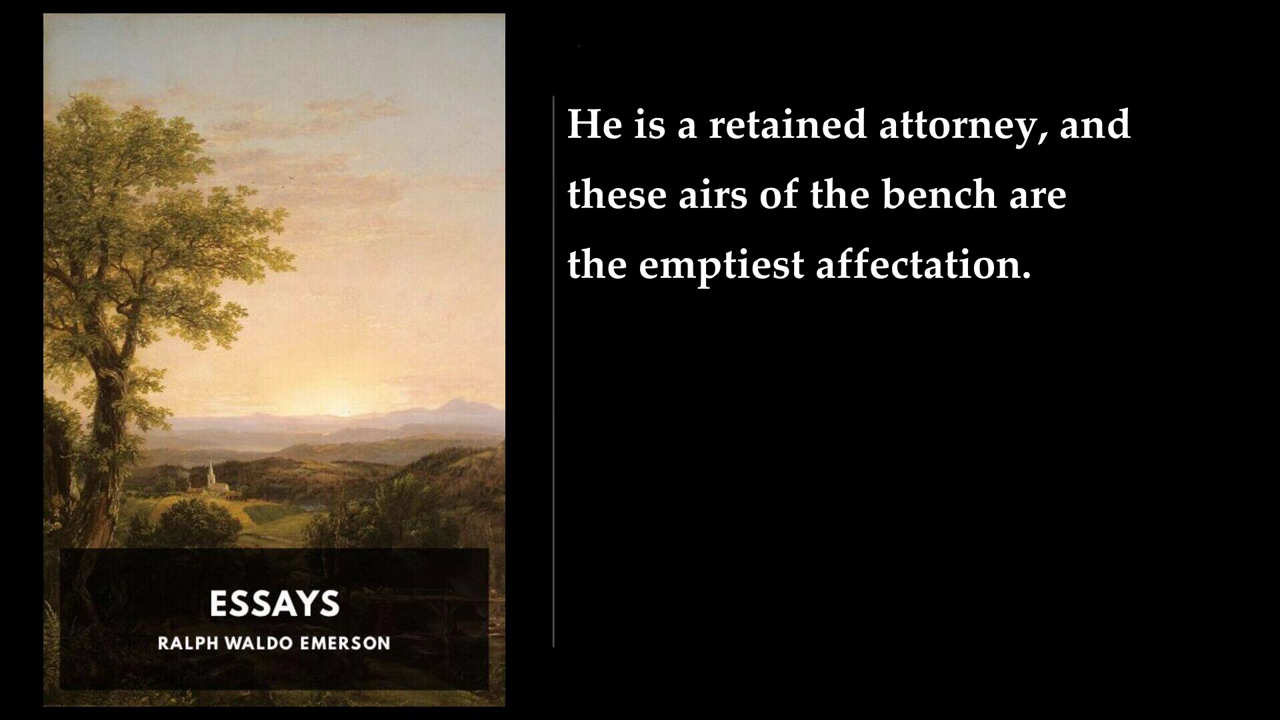 ESSAYS
RALPH WALDO EMERSON
He is a retained attorney, and
these airs of the bench are
the emptiest affectation.